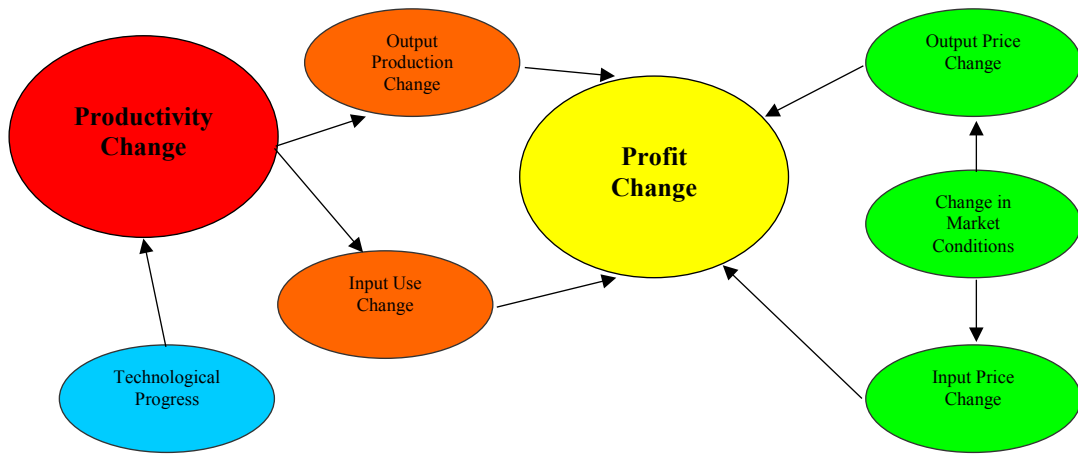 Productivity
Change
Output
Production
Change
Profit
Change
Output Price
Change
Change in
Market
Conditions
Input Use
Change
Technological
Progress
Input Price
Change